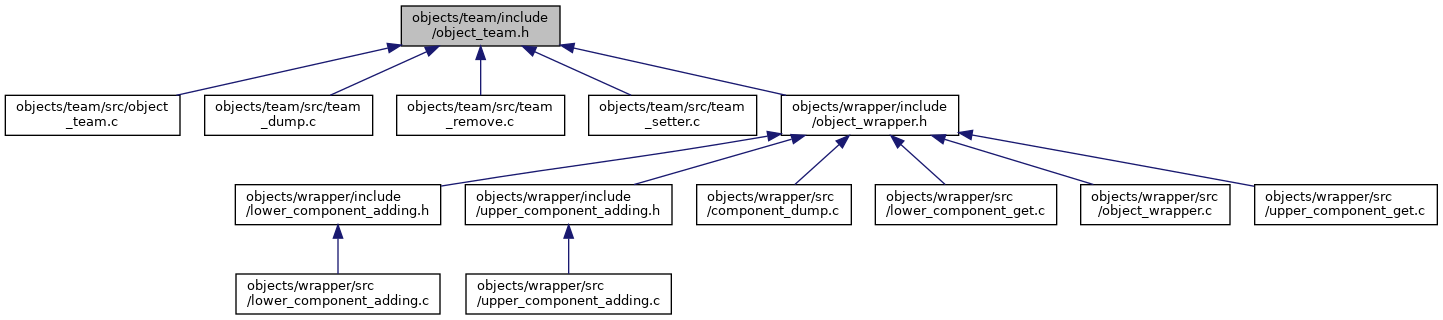 objects/team/include
/object_team.h
objects/team/src/object
_team.c
objects/team/src/team
_dump.c
objects/team/src/team
_remove.c
objects/team/src/team
_setter.c
objects/wrapper/include
/object_wrapper.h
objects/wrapper/include
/lower_component_adding.h
objects/wrapper/include
/upper_component_adding.h
objects/wrapper/src
/component_dump.c
objects/wrapper/src
/lower_component_get.c
objects/wrapper/src
/object_wrapper.c
objects/wrapper/src
/upper_component_get.c
objects/wrapper/src
/lower_component_adding.c
objects/wrapper/src
/upper_component_adding.c